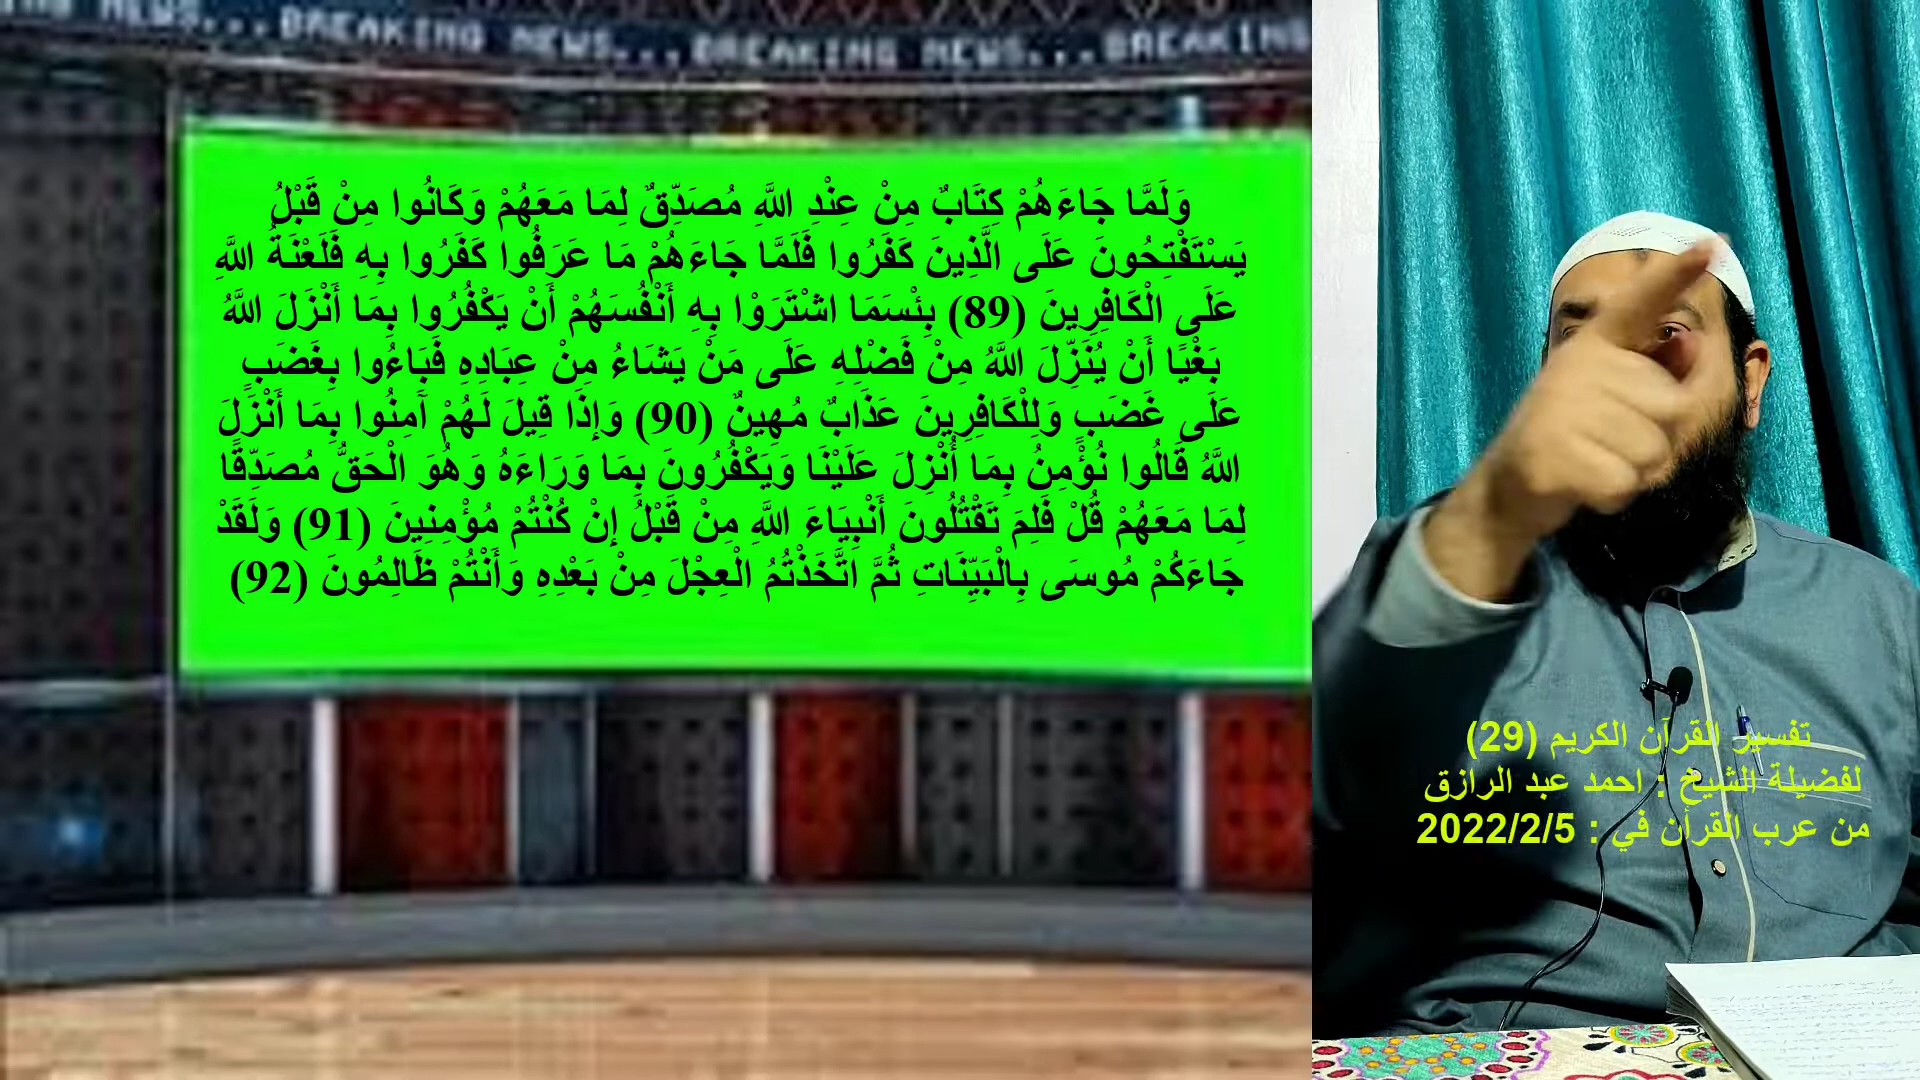 ...BREAKING NEWS...BREAKING NEWS...BREAKING
وَلَمَّا جَاءَهُمْ كِتَابٌ مِنْ عِنْدِ اللَّهِ مُصَدِّقٌ لِمَا مَعَهُمْ وَكَانُوا مِنْ قَبْلُ
يَسْتَفْتِحُونَ عَلَى الَّذِينَ كَفَرُوا فَلَمَّا جَاءَهُمْ مَا عَرَفُوا كَفَرُوا بِهِ فَلَعْنَةُ اللَّهِ
عَلَى الْكَافِرِينَ (89) بِئْسَمَا اشْتَرَوْا بِهِ أَنْفُسَهُمْ أَنْ يَكْفُرُوا بِمَا أَنْزَلَ اللَّهُ
بَغْيًا أَنْ يُنَزِّلَ اللَّهُ مِنْ فَضْلِهِ عَلَى مَنْ يَشَاءُ مِنْ عِبَادِهِ فَبَاءُوا بِغَضَبٍ
عَلَى غَضَبٍ وَلِلْكَافِرِينَ عَذَابٌ مُهِينٌ (90) وَإِذَا قِيلَ لَهُمْ آمِنُوا بِمَا أَنْزَلَ
اللَّهُ قَالُوا نُؤْمِنُ بِمَا أُنْزِلَ عَلَيْنَا وَيَكْفُرُونَ بِمَا وَرَاءَهُ وَهُوَ الْحَقُّ مُصَدِّقًا
لِمَا مَعَهُمْ قُلْ فَلِمَ تَقْتُلُونَ أَنْبِيَاءَ اللَّهِ مِنْ قَبْلُ إِنْ كُنْتُمْ مُؤْمِنِينَ (91) وَلَقَدْ
جَاءَكُمْ مُوسَى بِالْبَيِّنَاتِ ثُمَّ اتَّخَذْتُمُ الْعِجْلَ مِنْ بَعْدِهِ وَأَنْتُمْ ظَالِمُونَ (92)
تفسير القرآن الكريم (29)
لفضيلة الشيخ : احمد عبد الرازق
من عرب القرآن في : 2022/2/5